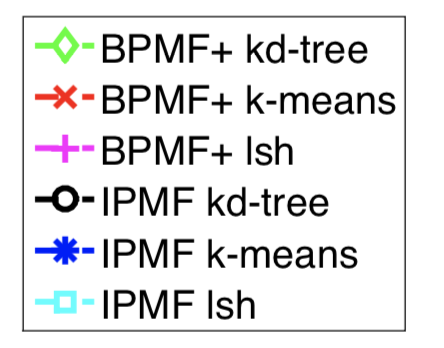 BPMF+ kd-tree
BPMF+ k-means
BPMF+ lsh
IPMF kd-tree
IPMF k-means
IPMF lsh